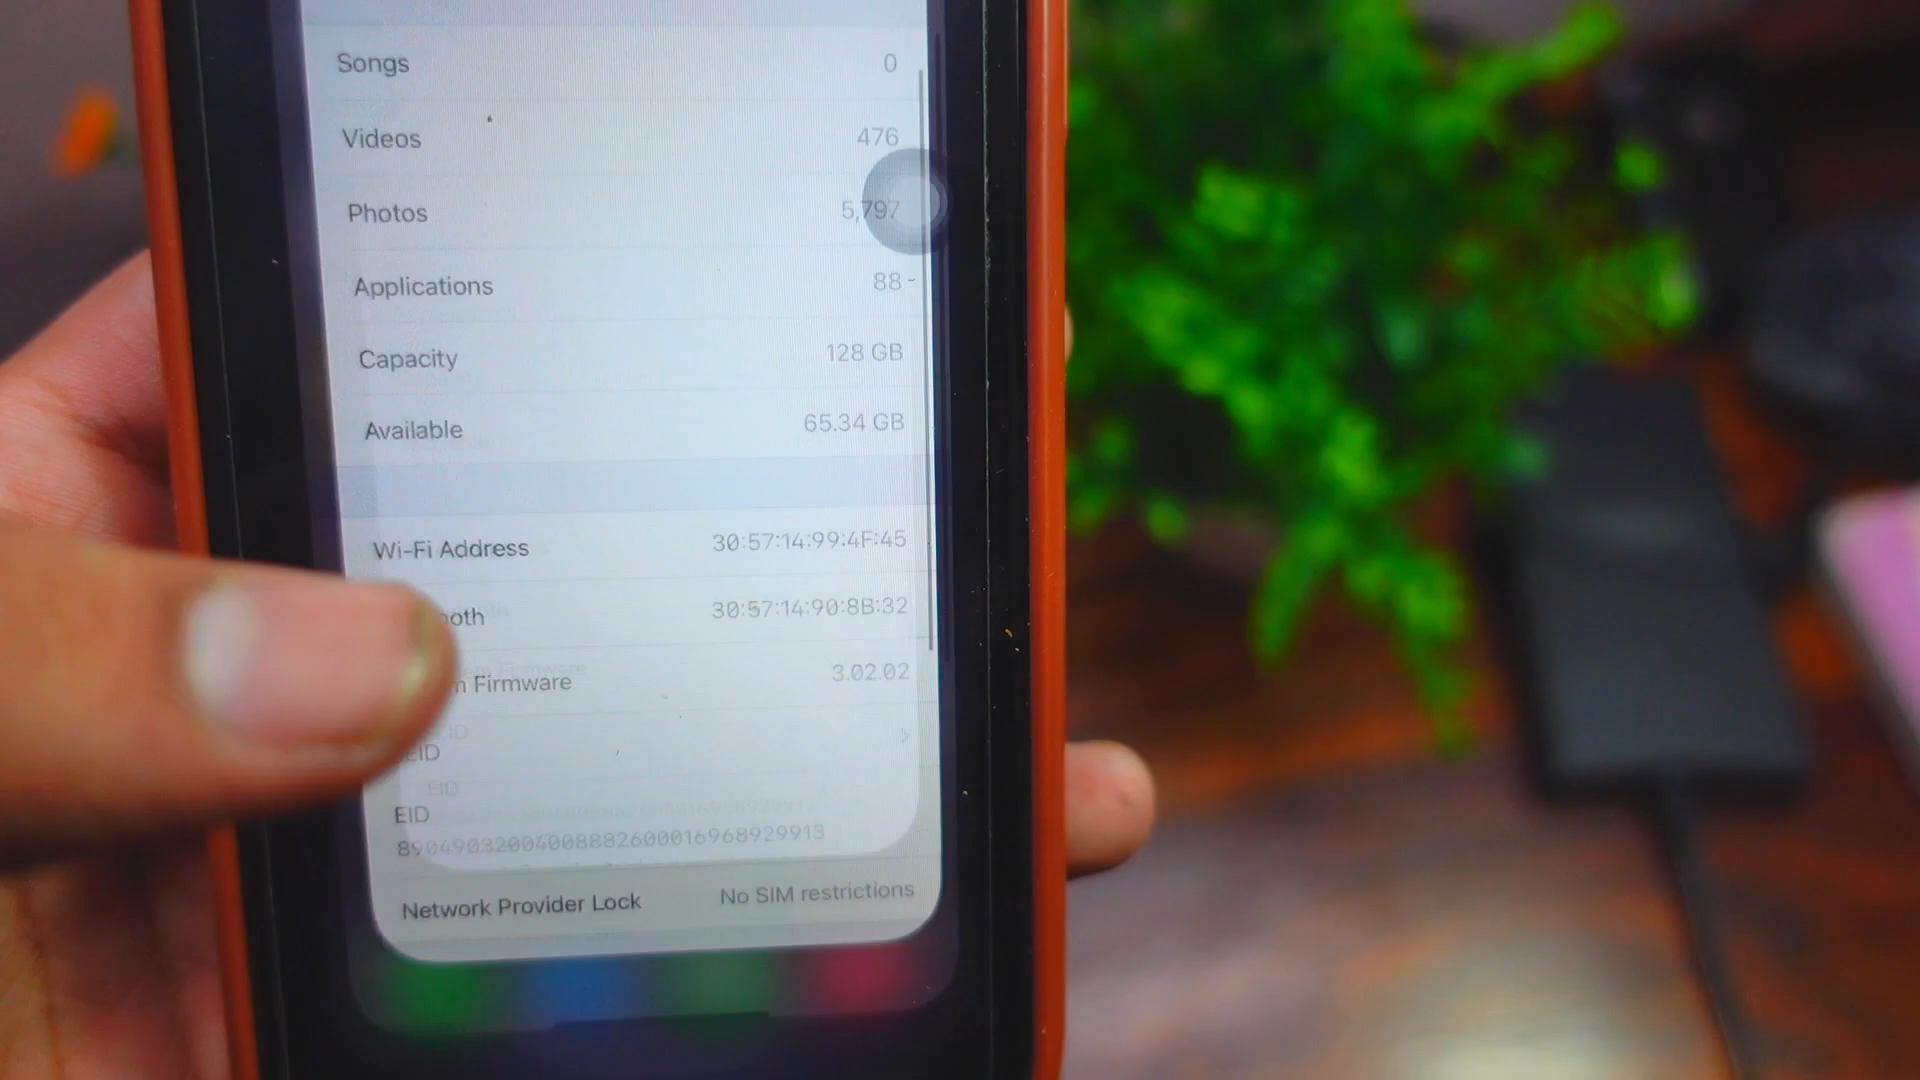 Songs 0
Videos 476
Photos 5,797
Applications 88
Capacity 128 GB
Available 65.34 GB
Wi-Fi Address 30:57:14:99:4F:45
ooth 30:57:14:90:8B:32
m Firmware 3.02.02
EID
EID
89049032004008882600016968929913
Network Provider Lock No SIM restrictions